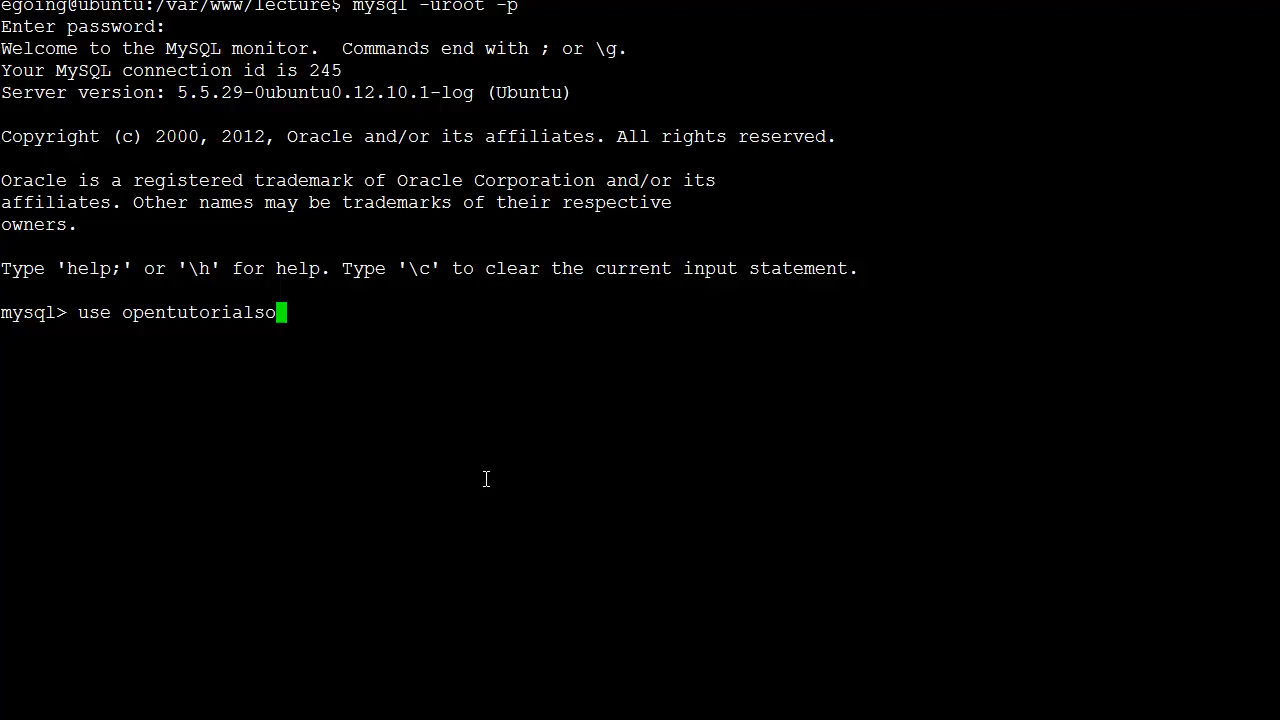 egoing@ubuntu:/var/www/lecture$ mysql -uroot -p
Enter password:
Welcome to the MySQL monitor.  Commands end with ; or \g.
Your MySQL connection id is 245
Server version: 5.5.29-0ubuntu0.12.10.1-log (Ubuntu)
Copyright (c) 2000, 2012, Oracle and/or its affiliates. All rights reserved.
Oracle is a registered trademark of Oracle Corporation and/or its
affiliates. Other names may be trademarks of their respective
owners.
Type 'help;' or '\h' for help. Type '\c' to clear the current input statement.
mysql> use opentutorialso